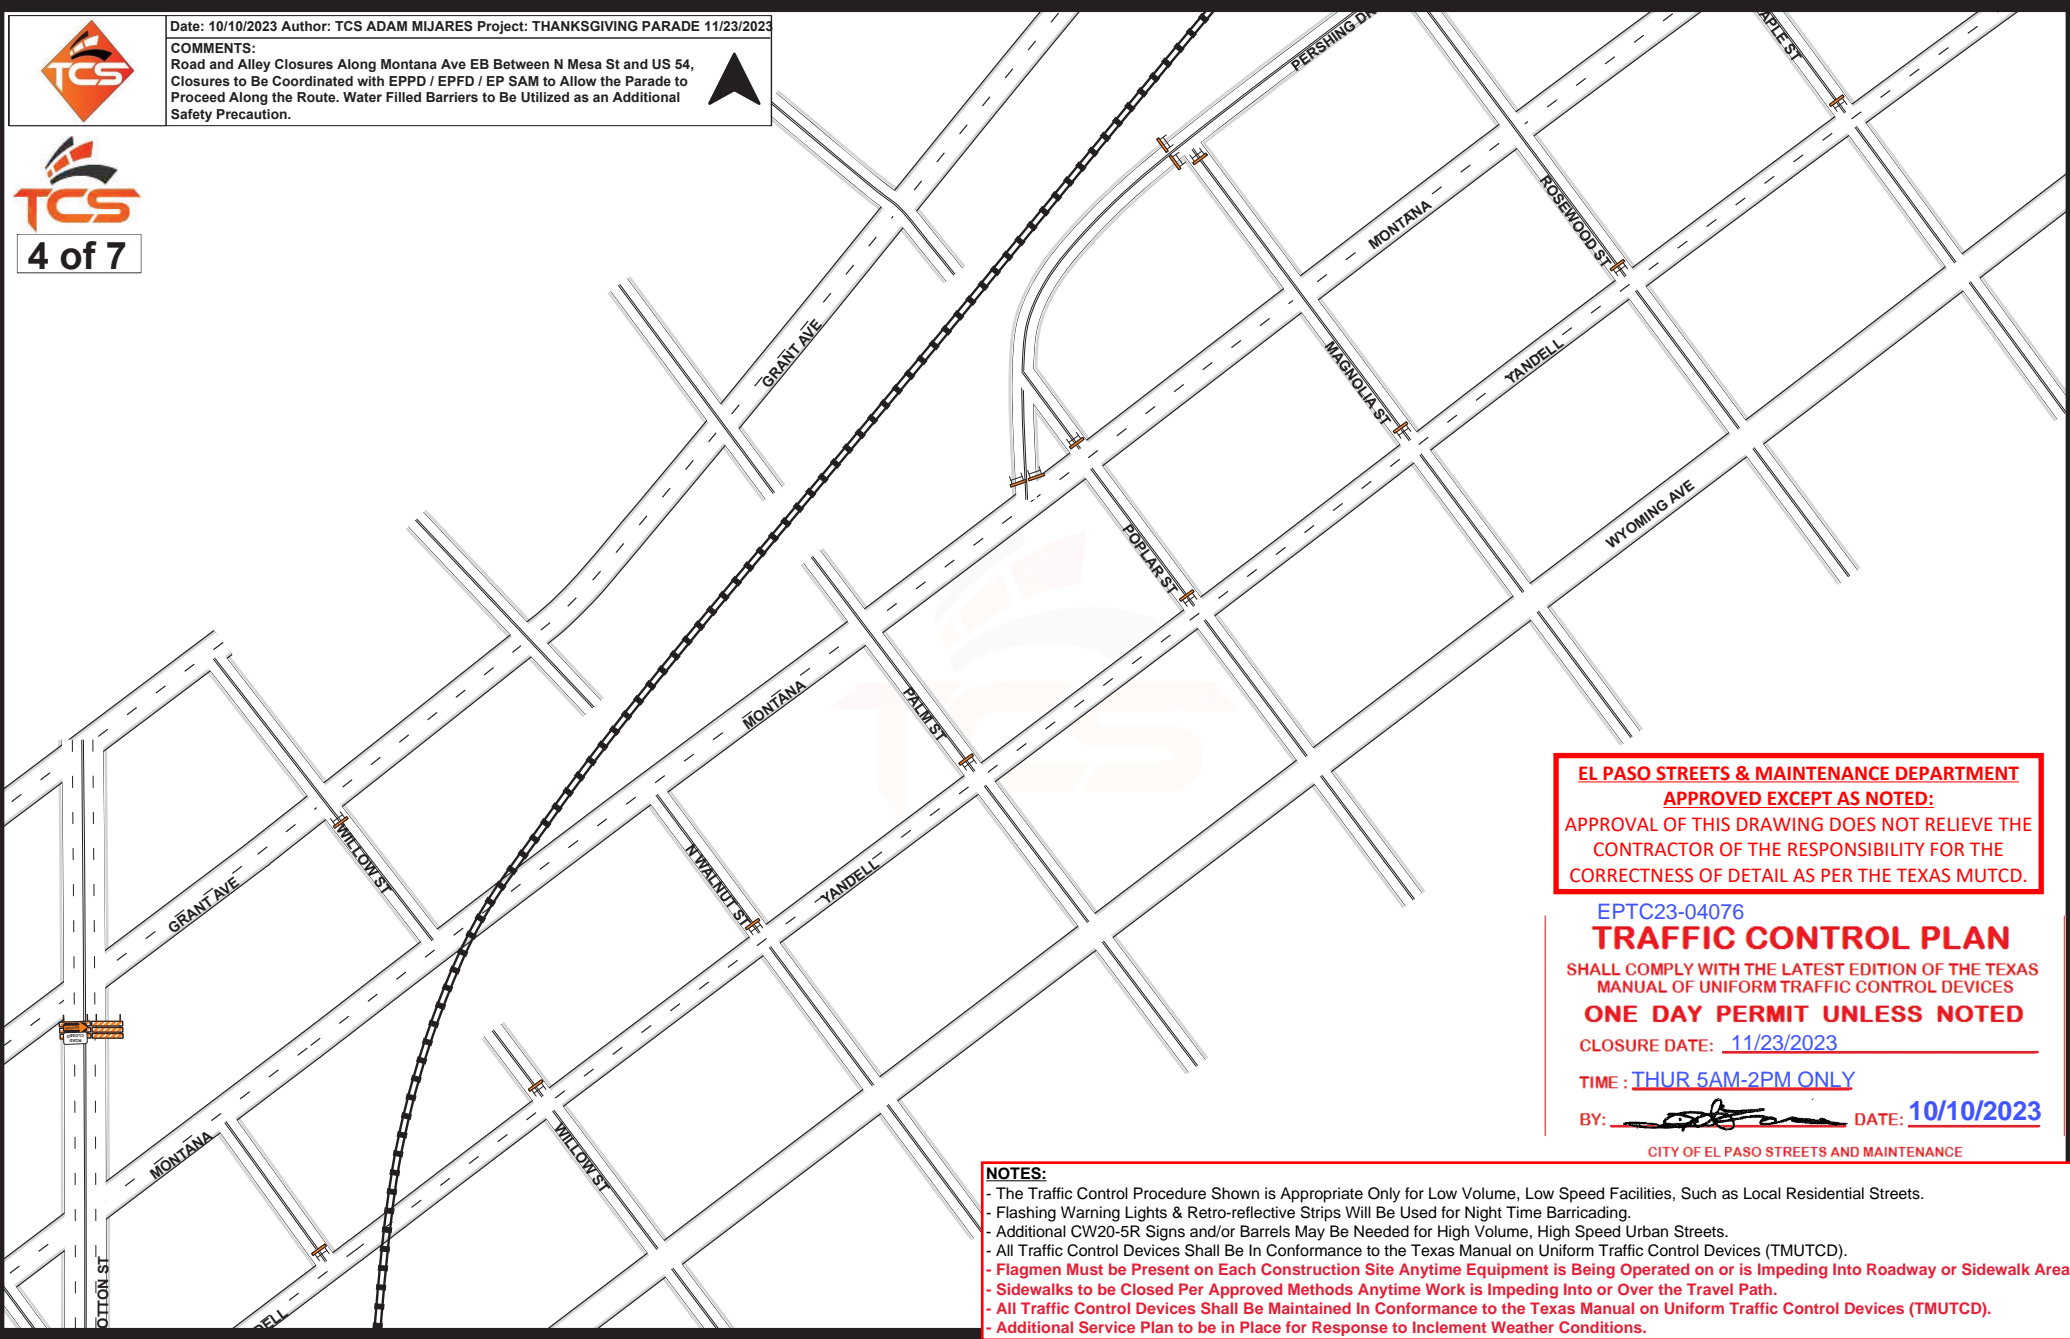 Date: 10/10/2023 Author: TCS ADAM MIJARES Project: THANKSGIVING PARADE 11/23/2023
COMMENTS:
Road and Alley Closures Along Montana Ave EB Between N Mesa St and US 54,
Closures to Be Coordinated with EPPD / EPFD / EP SAM to Allow the Parade to
Proceed Along the Route. Water Filled Barriers to Be Utilized as an Additional
Safety Precaution.
TCS
TCS
4 of 7
PERSHING DR
APLE ST
MONTANA
ROSEWOOD ST
GRANT AVE
MAGNOLIA ST
YANDELL
WYOMING AVE
POPLAR ST
MONTANA
PALM ST
TCS
WILLOW ST
GRANT AVE
N WALNUT ST
YANDELL
ROAD
CLOSED
MONTANA
WILLOW ST
OTTON ST
DELL
EL PASO STREETS & MAINTENANCE DEPARTMENT
APPROVED EXCEPT AS NOTED:
APPROVAL OF THIS DRAWING DOES NOT RELIEVE THE
CONTRACTOR OF THE RESPONSIBILITY FOR THE
CORRECTNESS OF DETAIL AS PER THE TEXAS MUTCD.
EPTC23-04076
TRAFFIC CONTROL PLAN
SHALL COMPLY WITH THE LATEST EDITION OF THE TEXAS
MANUAL OF UNIFORM TRAFFIC CONTROL DEVICES
ONE DAY PERMIT UNLESS NOTED
CLOSURE DATE: 11/23/2023
TIME : THUR 5AM-2PM ONLY
BY: DATE: 10/10/2023
CITY OF EL PASO STREETS AND MAINTENANCE
NOTES:
- The Traffic Control Procedure Shown is Appropriate Only for Low Volume, Low Speed Facilities, Such as Local Residential Streets.
- Flashing Warning Lights & Retro-reflective Strips Will Be Used for Night Time Barricading.
- Additional CW20-5R Signs and/or Barrels May Be Needed for High Volume, High Speed Urban Streets.
- All Traffic Control Devices Shall Be In Conformance to the Texas Manual on Uniform Traffic Control Devices (TMUTCD).
- Flagmen Must be Present on Each Construction Site Anytime Equipment is Being Operated on or is Impeding Into Roadway or Sidewalk Area
- Sidewalks to be Closed Per Approved Methods Anytime Work is Impeding Into or Over the Travel Path.
- All Traffic Control Devices Shall Be Maintained In Conformance to the Texas Manual on Uniform Traffic Control Devices (TMUTCD).
- Additional Service Plan to be in Place for Response to Inclement Weather Conditions.